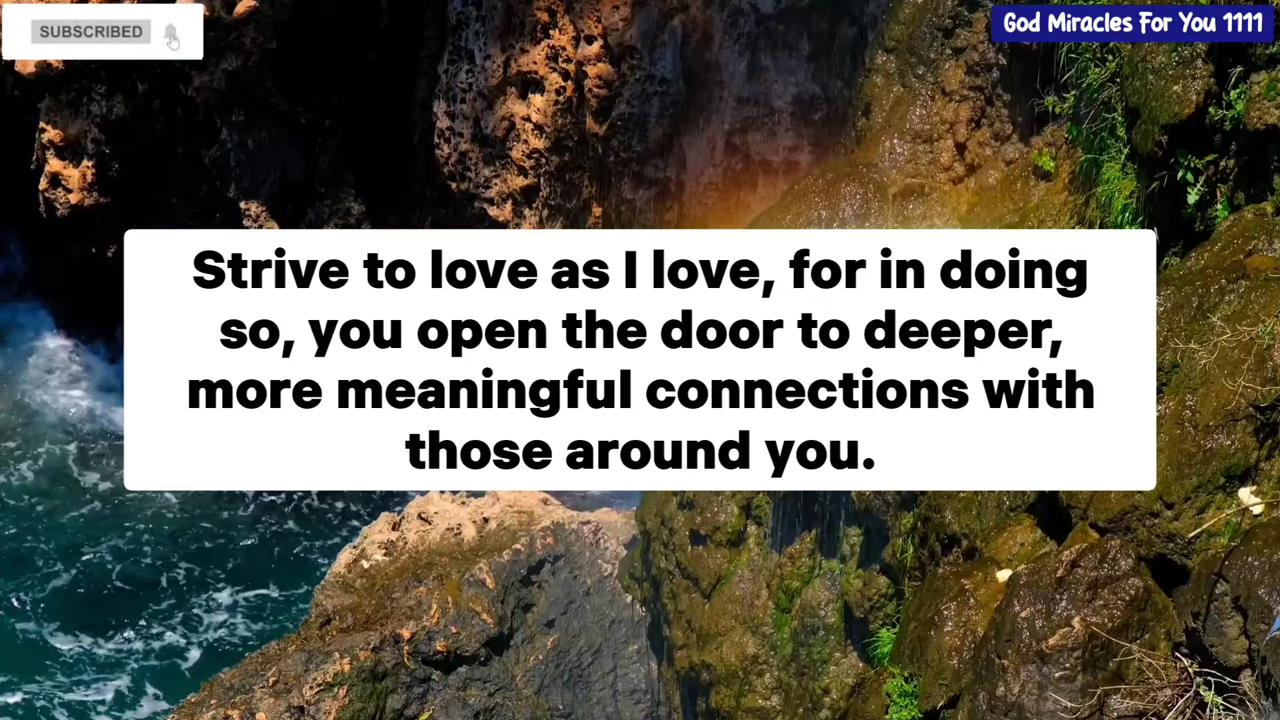 SUBSCRIBED
God Miracles For You 1111
Strive to love as I love, for in doing
so, you open the door to deeper,
more meaningful connections with
those around you.